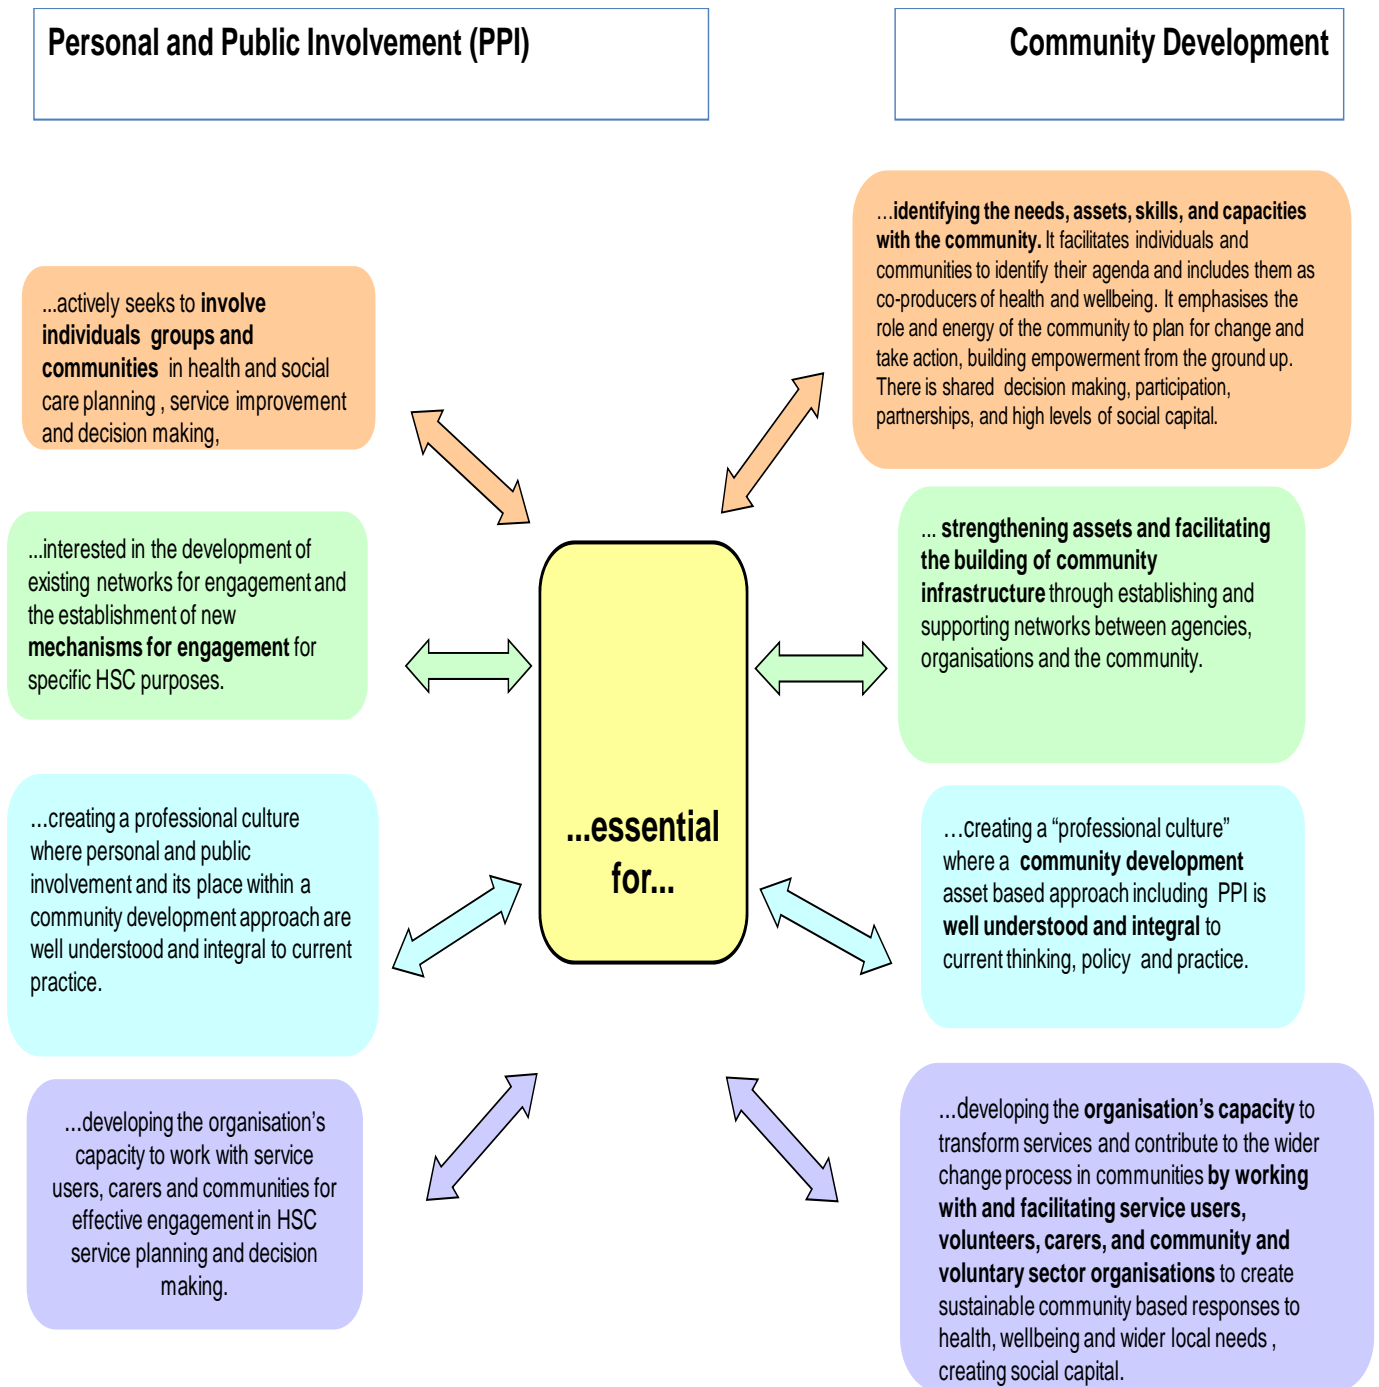 Personal and Public Involvement (PPI)
Community Development
...actively seeks to involve
individuals groups and
communities in health and social
care planning , service improvement
and decision making,
...interested in the development of
existing networks for engagement and
the establishment of new
mechanisms for engagement for
specific HSC purposes.
...creating a professional culture
where personal and public
involvement and its place within a
community development approach are
well understood and integral to current
practice.
...developing the organisation’s
capacity to work with service
users, carers and communities for
effective engagement in HSC
service planning and decision
making.
...essential
for...
...identifying the needs, assets, skills, and capacities
with the community. It facilitates individuals and
communities to identify their agenda and includes them as
co-producers of health and wellbeing. It emphasises the
role and energy of the community to plan for change and
take action, building empowerment from the ground up.
There is shared decision making, participation,
partnerships, and high levels of social capital.
... strengthening assets and facilitating
the building of community
infrastructure through establishing and
supporting networks between agencies,
organisations and the community.
...creating a “professional culture”
where a community development
asset based approach including PPI is
well understood and integral to
current thinking, policy and practice.
...developing the organisation’s capacity to
transform services and contribute to the wider
change process in communities by working
with and facilitating service users,
volunteers, carers, and community and
voluntary sector organisations to create
sustainable community based responses to
health, wellbeing and wider local needs ,
creating social capital.